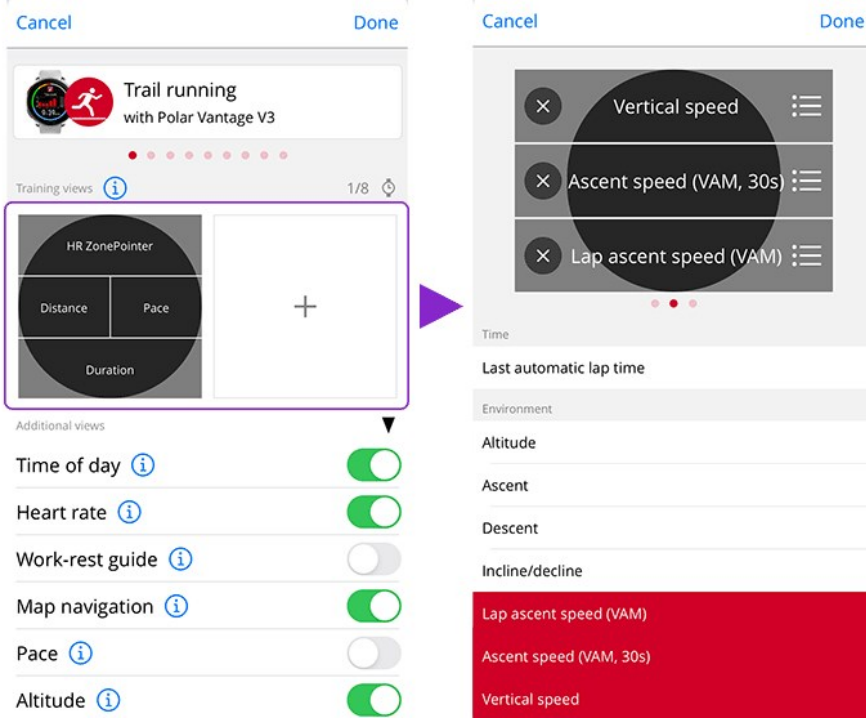 Cancel
Done
Trail running
with Polar Vantage V3
Training views
1/8
HR ZonePointer
Distance
Pace
Duration
Additional views
Time of day
Heart rate
Work-rest guide
Map navigation
Pace
Altitude
Cancel
Done
Vertical speed
Ascent speed (VAM, 30s)
Lap ascent speed (VAM)
Time
Last automatic lap time
Environment
Altitude
Ascent
Descent
Incline/decline
Lap ascent speed (VAM)
Ascent speed (VAM, 30s)
Vertical speed